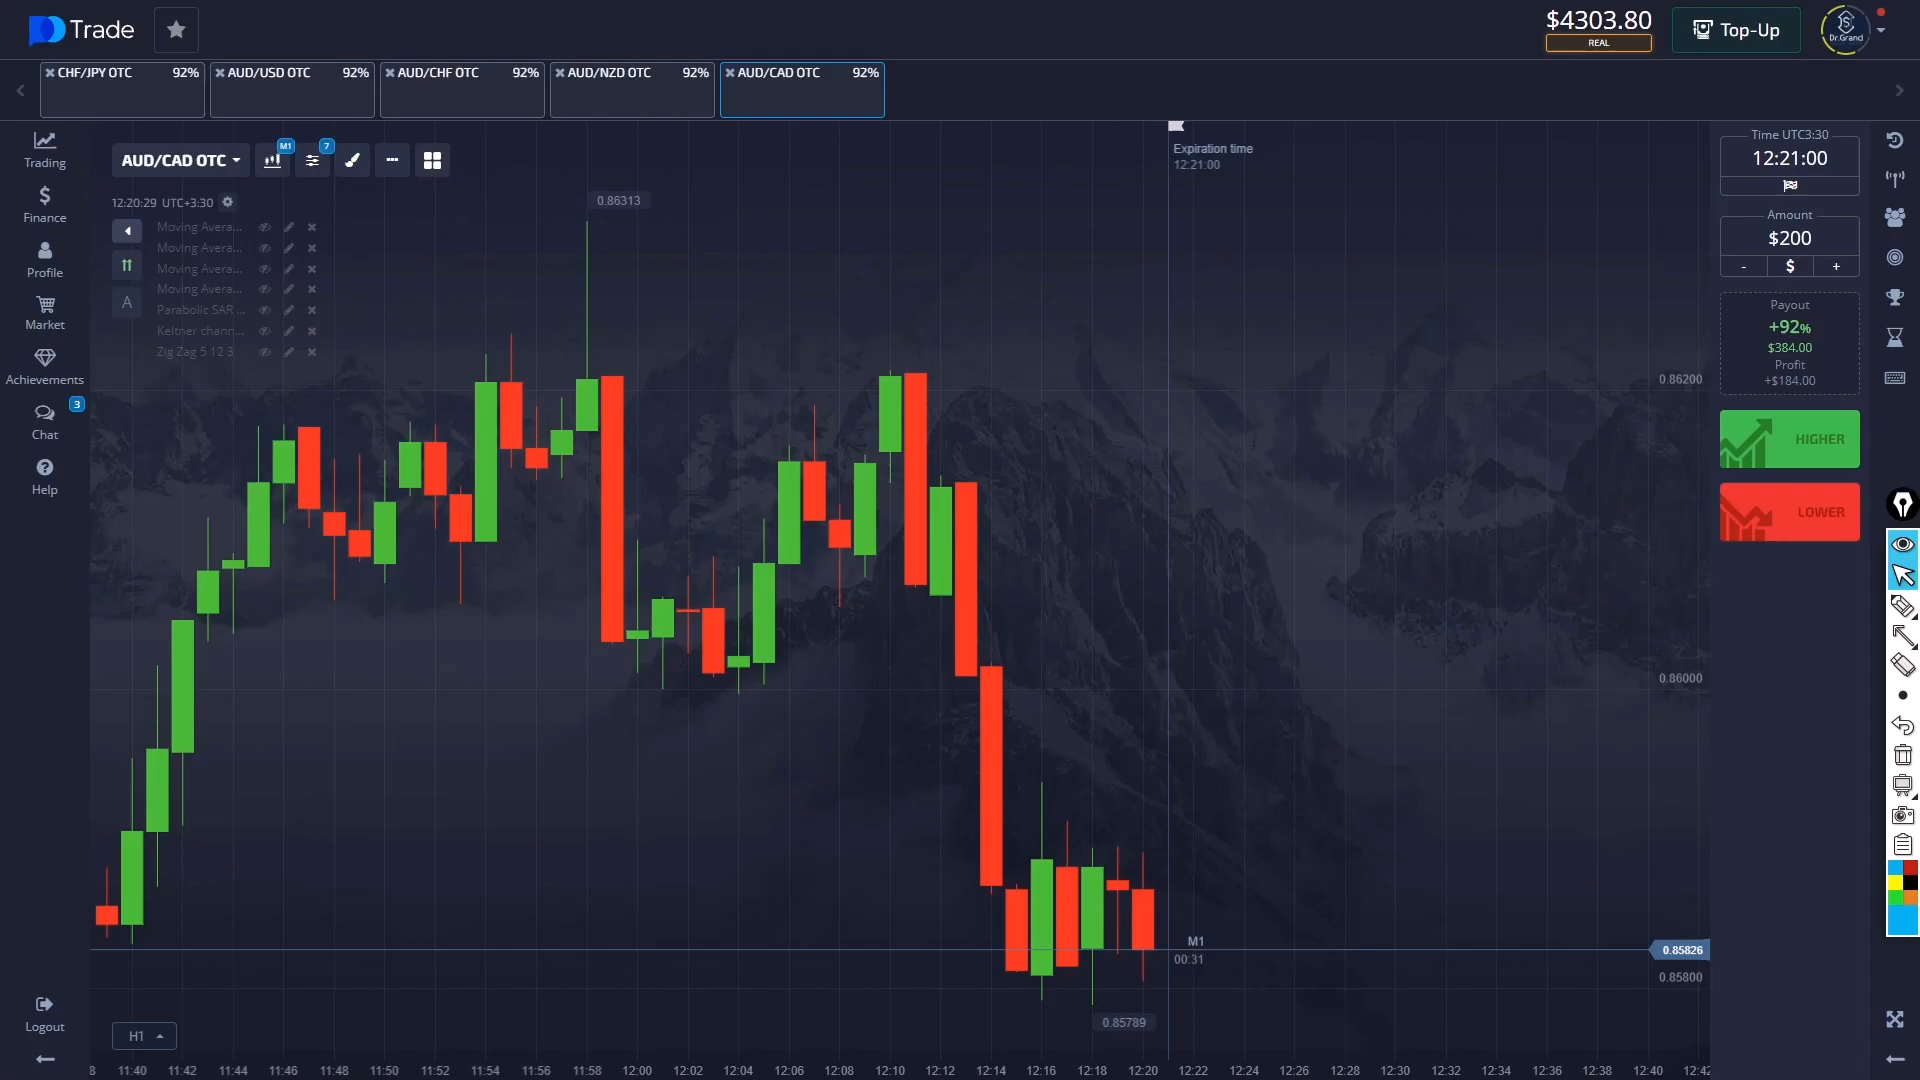 Trade
$4303.80
REAL
Top-Up
Dr.Grand
CHF/JPY OTC 92%
AUD/USD OTC 92%
AUD/CHF OTC 92%
AUD/NZD OTC 92%
AUD/CAD OTC 92%
Trading
Finance
Profile
Market
Achievements
3
Chat
Help
Logout
AUD/CAD OTC
M1
7
12:20:29 UTC+3:30
Moving Avera...
Moving Avera...
Moving Avera...
Moving Avera...
A
Parabolic SAR ...
Keltner chann...
Zig Zag 5 12 3
0.86313
Expiration time
12:21:00
0.86200
0.86000
M1
00:31
0.85826
0.85800
0.85789
H1
8 11:40 11:42 11:44 11:46 11:48 11:50 11:52 11:54 11:56 11:58 12:00 12:02 12:04 12:06 12:08 12:10 12:12 12:14 12:16 12:18 12:20 12:22 12:24 12:26 12:28 12:30 12:32 12:34 12:36 12:38 12:40 12:42
Time UTC3:30
12:21:00
Amount
$200
- $ +
Payout
+92%
$384.00
Profit
+$184.00
HIGHER
LOWER